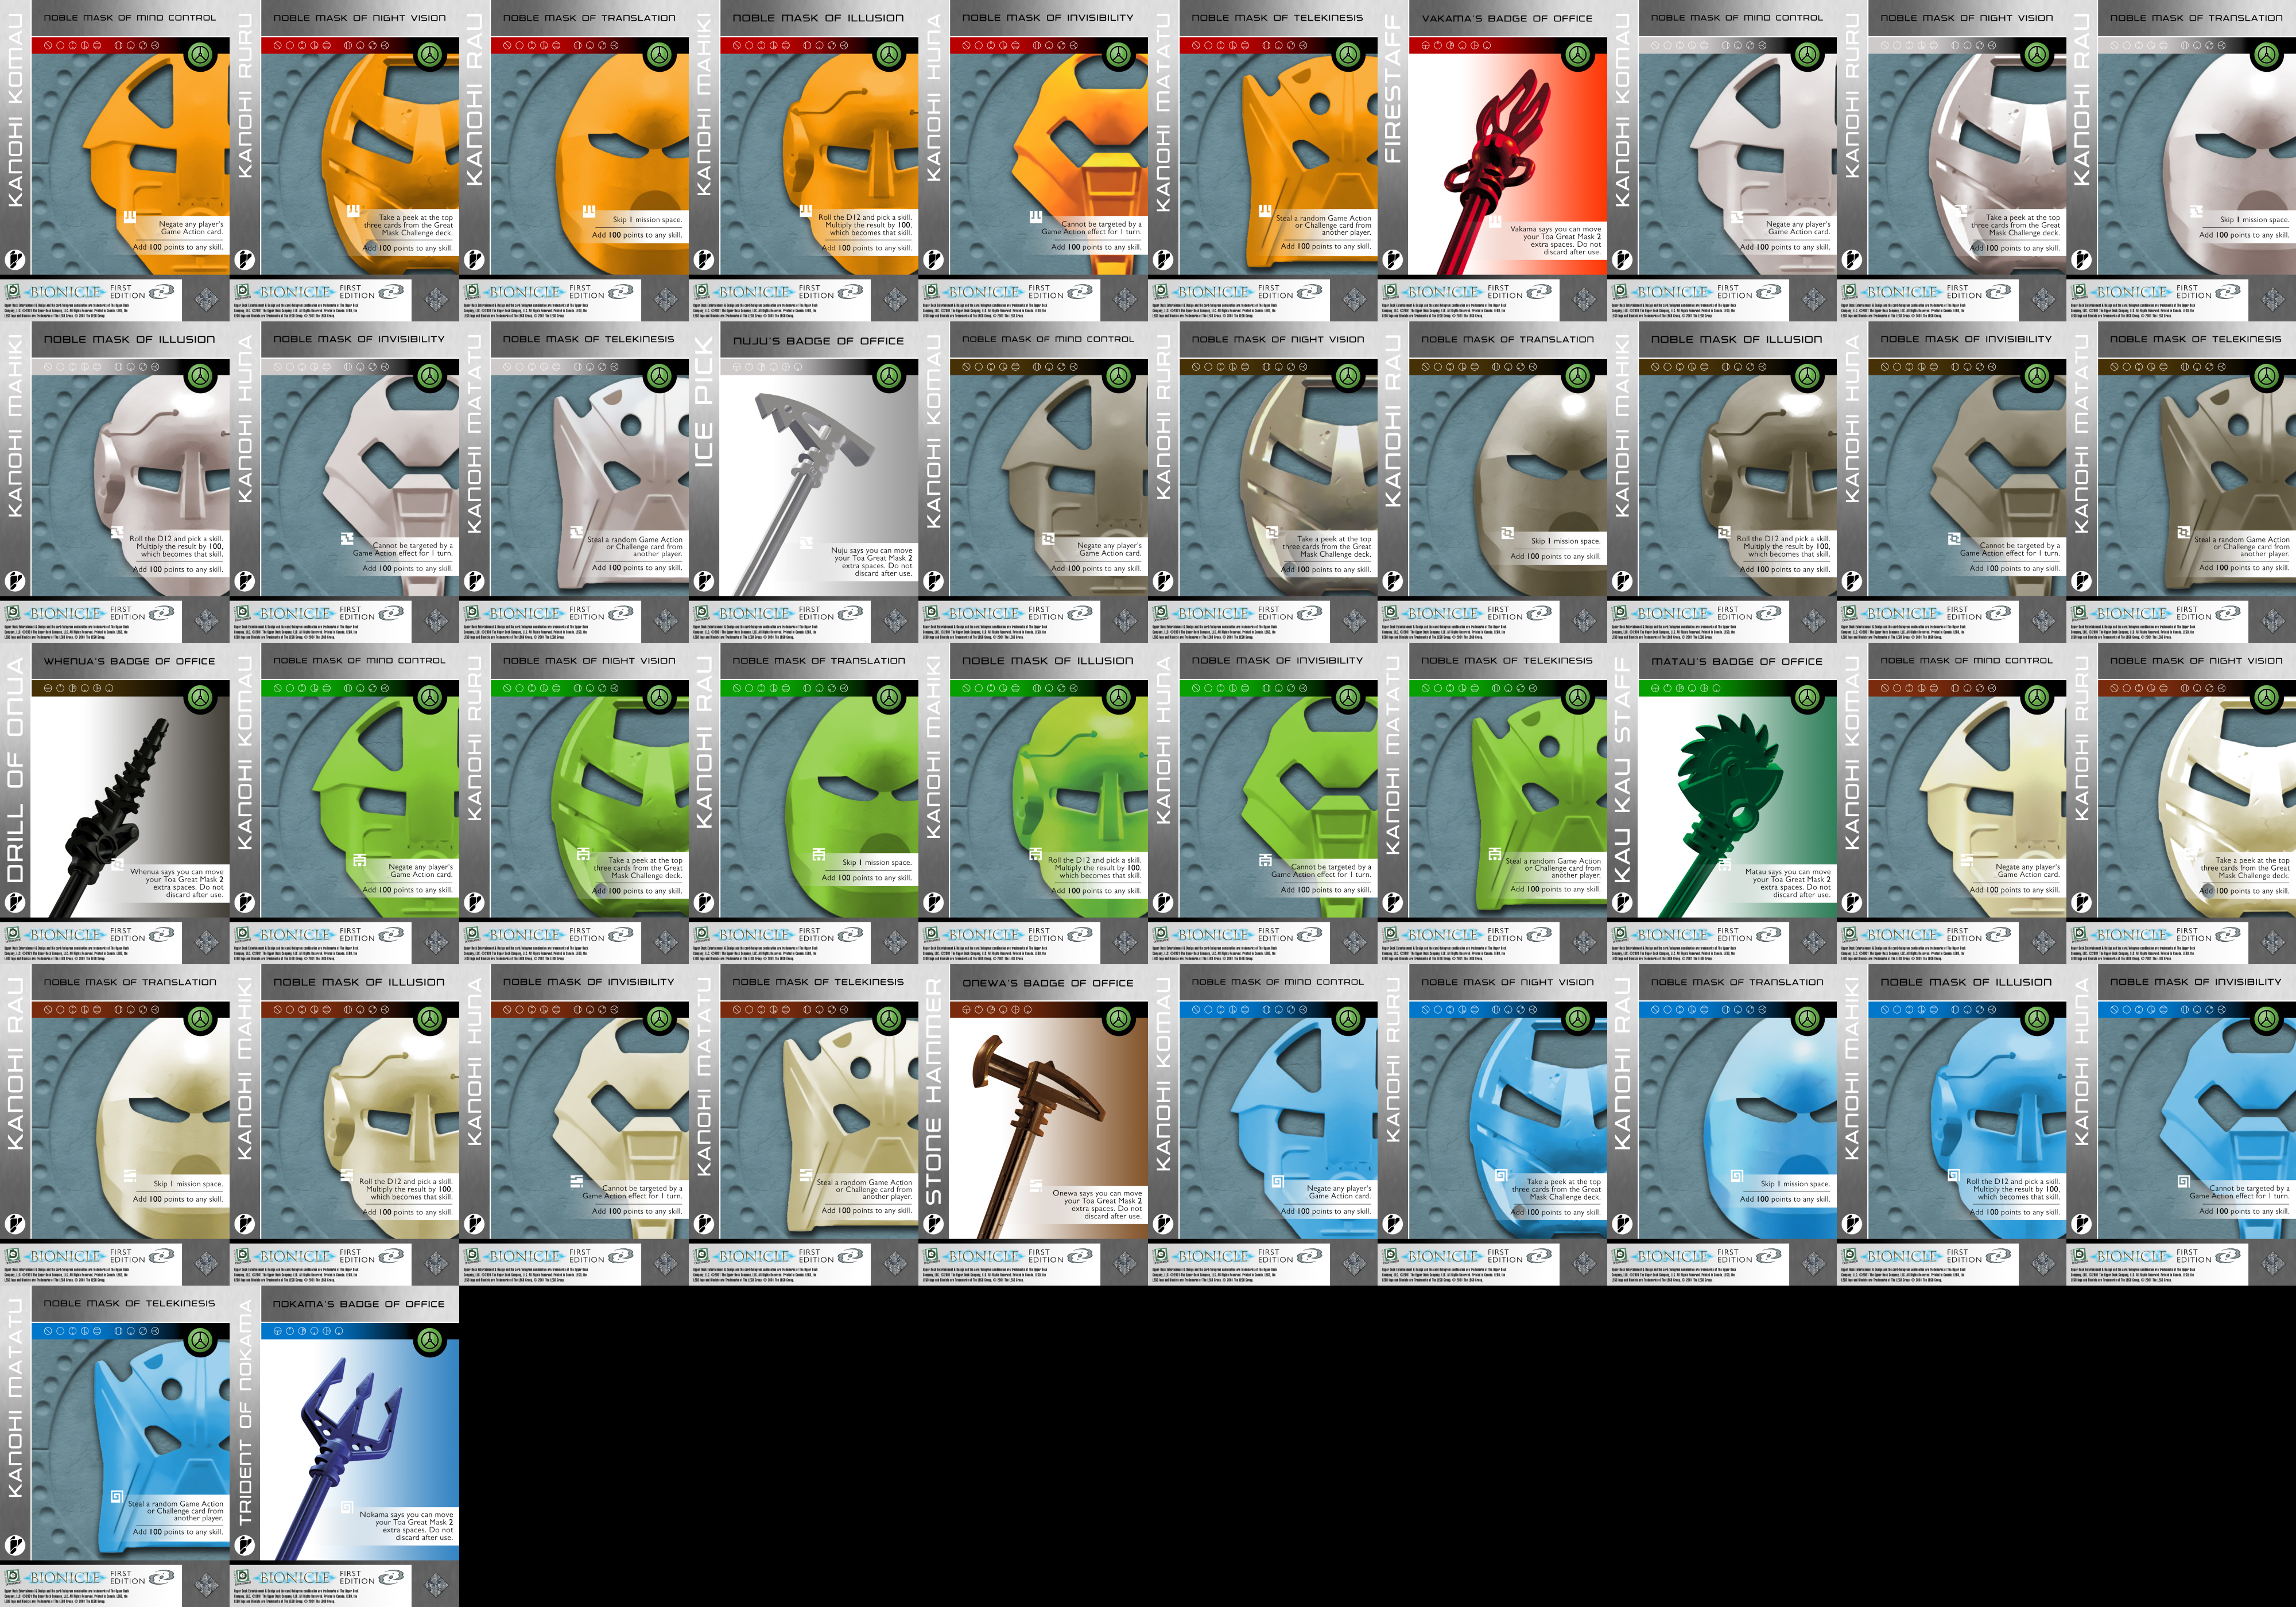 NOBLE MASK OF MIND CONTROL
KANOHI KOMAU
Negate any player's
Game Action card.
Add 100 points to any skill.
BIONICLE
FIRST
EDITION
NOBLE MASK OF NIGHT VISION
KANOHI RURU
Take a peek at the top
three cards from the Great
Mask Challenge deck.
Add 100 points to any skill.
BIONICLE
FIRST
EDITION
NOBLE MASK OF TRANSLATION
KANOHI RAU
Skip 1 mission space.
Add 100 points to any skill.
BIONICLE
FIRST
EDITION
NOBLE MASK OF ILLUSION
KANOHI MAHIKI
Roll the D12 and pick a skill.
Multiply the result by 100,
which becomes that skill.
Add 100 points to any skill.
BIONICLE
FIRST
EDITION
NOBLE MASK OF INVISIBILITY
KANOHI HUNA
Cannot be targeted by a
Game Action effect for 1 turn.
Add 100 points to any skill.
BIONICLE
FIRST
EDITION
NOBLE MASK OF TELEKINESIS
KANOHI MATATU
Steal a random Game Action
or Challenge card from
another player.
Add 100 points to any skill.
BIONICLE
FIRST
EDITION
VAKAMA'S BADGE OF OFFICE
FIRESTAFF
Vakama says you can move
your Toa Great Mask 2
extra spaces. Do not
discard after use.
BIONICLE
FIRST
EDITION
NOBLE MASK OF MIND CONTROL
KANOHI KOMAU
Negate any player's
Game Action card.
Add 100 points to any skill.
BIONICLE
FIRST
EDITION
NOBLE MASK OF NIGHT VISION
KANOHI RURU
Take a peek at the top
three cards from the Great
Mask Challenge deck.
Add 100 points to any skill.
BIONICLE
FIRST
EDITION
NOBLE MASK OF TRANSLATION
KANOHI RAU
Skip 1 mission space.
Add 100 points to any skill.
BIONICLE
FIRST
EDITION
NOBLE MASK OF ILLUSION
KANOHI MAHIKI
Roll the D12 and pick a skill.
Multiply the result by 100,
which becomes that skill.
Add 100 points to any skill.
BIONICLE
FIRST
EDITION
NOBLE MASK OF INVISIBILITY
KANOHI HUNA
Cannot be targeted by a
Game Action effect for 1 turn.
Add 100 points to any skill.
BIONICLE
FIRST
EDITION
NOBLE MASK OF TELEKINESIS
KANOHI MATATU
Steal a random Game Action
or Challenge card from
another player.
Add 100 points to any skill.
BIONICLE
FIRST
EDITION
NUJU'S BADGE OF OFFICE
ICE PICK
Nuju says you can move
your Toa Great Mask 2
extra spaces. Do not
discard after use.
BIONICLE
FIRST
EDITION
NOBLE MASK OF MIND CONTROL
KANOHI KOMAU
Negate any player's
Game Action card.
Add 100 points to any skill.
BIONICLE
FIRST
EDITION
NOBLE MASK OF NIGHT VISION
KANOHI RURU
Take a peek at the top
three cards from the Great
Mask Challenge deck.
Add 100 points to any skill.
BIONICLE
FIRST
EDITION
NOBLE MASK OF TRANSLATION
KANOHI RAU
Skip 1 mission space.
Add 100 points to any skill.
BIONICLE
FIRST
EDITION
NOBLE MASK OF ILLUSION
KANOHI MAHIKI
Roll the D12 and pick a skill.
Multiply the result by 100,
which becomes that skill.
Add 100 points to any skill.
BIONICLE
FIRST
EDITION
NOBLE MASK OF INVISIBILITY
KANOHI HUNA
Cannot be targeted by a
Game Action effect for 1 turn.
Add 100 points to any skill.
BIONICLE
FIRST
EDITION
NOBLE MASK OF TELEKINESIS
KANOHI MATATU
Steal a random Game Action
or Challenge card from
another player.
Add 100 points to any skill.
BIONICLE
FIRST
EDITION
WHENUA'S BADGE OF OFFICE
DRILL OF ONUA
Whenua says you can move
your Toa Great Mask 2
extra spaces. Do not
discard after use.
BIONICLE
FIRST
EDITION
NOBLE MASK OF MIND CONTROL
KANOHI KOMAU
Negate any player's
Game Action card.
Add 100 points to any skill.
BIONICLE
FIRST
EDITION
NOBLE MASK OF NIGHT VISION
KANOHI RURU
Take a peek at the top
three cards from the Great
Mask Challenge deck.
Add 100 points to any skill.
BIONICLE
FIRST
EDITION
NOBLE MASK OF TRANSLATION
KANOHI RAU
Skip 1 mission space.
Add 100 points to any skill.
BIONICLE
FIRST
EDITION
NOBLE MASK OF ILLUSION
KANOHI MAHIKI
Roll the D12 and pick a skill.
Multiply the result by 100,
which becomes that skill.
Add 100 points to any skill.
BIONICLE
FIRST
EDITION
NOBLE MASK OF INVISIBILITY
KANOHI HUNA
Cannot be targeted by a
Game Action effect for 1 turn.
Add 100 points to any skill.
BIONICLE
FIRST
EDITION
NOBLE MASK OF TELEKINESIS
KANOHI MATATU
Steal a random Game Action
or Challenge card from
another player.
Add 100 points to any skill.
BIONICLE
FIRST
EDITION
MATAU'S BADGE OF OFFICE
KAU KAU STAFF
Matau says you can move
your Toa Great Mask 2
extra spaces. Do not
discard after use.
BIONICLE
FIRST
EDITION
NOBLE MASK OF MIND CONTROL
KANOHI KOMAU
Negate any player's
Game Action card.
Add 100 points to any skill.
BIONICLE
FIRST
EDITION
NOBLE MASK OF NIGHT VISION
KANOHI RURU
Take a peek at the top
three cards from the Great
Mask Challenge deck.
Add 100 points to any skill.
BIONICLE
FIRST
EDITION
NOBLE MASK OF TRANSLATION
KANOHI RAU
Skip 1 mission space.
Add 100 points to any skill.
BIONICLE
FIRST
EDITION
NOBLE MASK OF ILLUSION
KANOHI MAHIKI
Roll the D12 and pick a skill.
Multiply the result by 100,
which becomes that skill.
Add 100 points to any skill.
BIONICLE
FIRST
EDITION
NOBLE MASK OF INVISIBILITY
KANOHI HUNA
Cannot be targeted by a
Game Action effect for 1 turn.
Add 100 points to any skill.
BIONICLE
FIRST
EDITION
NOBLE MASK OF TELEKINESIS
KANOHI MATATU
Steal a random Game Action
or Challenge card from
another player.
Add 100 points to any skill.
BIONICLE
FIRST
EDITION
ONEWA'S BADGE OF OFFICE
STONE HAMMER
Onewa says you can move
your Toa Great Mask 2
extra spaces. Do not
discard after use.
BIONICLE
FIRST
EDITION
NOBLE MASK OF MIND CONTROL
KANOHI KOMAU
Negate any player's
Game Action card.
Add 100 points to any skill.
BIONICLE
FIRST
EDITION
NOBLE MASK OF NIGHT VISION
KANOHI RURU
Take a peek at the top
three cards from the Great
Mask Challenge deck.
Add 100 points to any skill.
BIONICLE
FIRST
EDITION
NOBLE MASK OF TRANSLATION
KANOHI RAU
Skip 1 mission space.
Add 100 points to any skill.
BIONICLE
FIRST
EDITION
NOBLE MASK OF ILLUSION
KANOHI MAHIKI
Roll the D12 and pick a skill.
Multiply the result by 100,
which becomes that skill.
Add 100 points to any skill.
BIONICLE
FIRST
EDITION
NOBLE MASK OF INVISIBILITY
KANOHI HUNA
Cannot be targeted by a
Game Action effect for 1 turn.
Add 100 points to any skill.
BIONICLE
FIRST
EDITION
NOBLE MASK OF TELEKINESIS
KANOHI MATATU
Steal a random Game Action
or Challenge card from
another player.
Add 100 points to any skill.
BIONICLE
FIRST
EDITION
NOKAMA'S BADGE OF OFFICE
TRIDENT OF NOKAMA
Nokama says you can move
your Toa Great Mask 2
extra spaces. Do not
discard after use.
BIONICLE
FIRST
EDITION